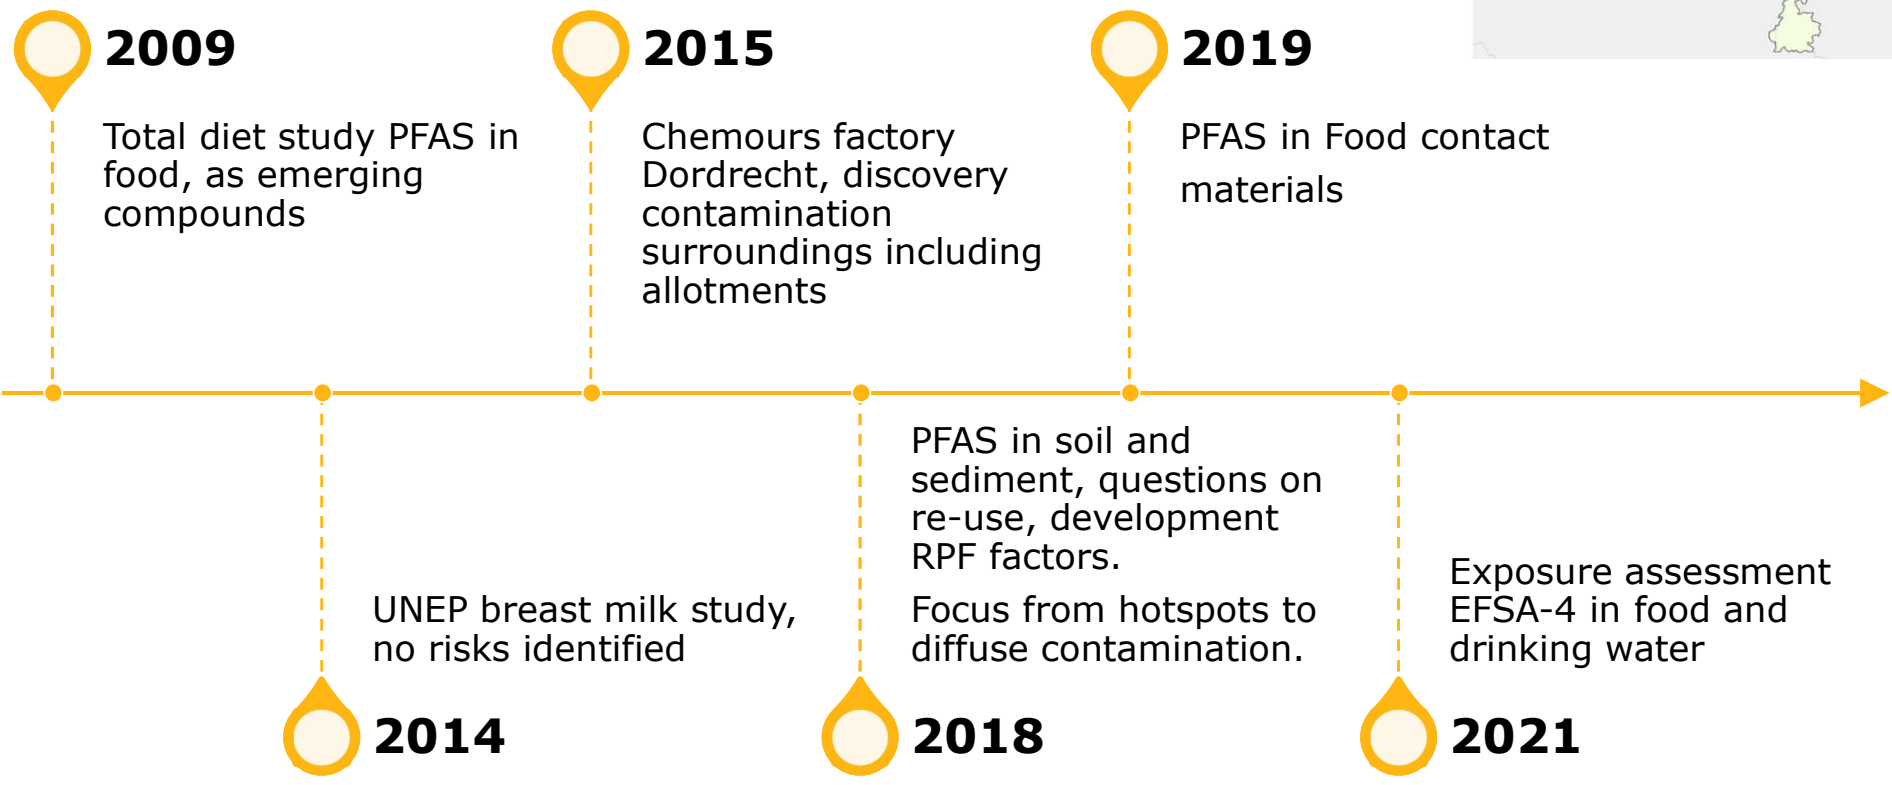 2009
Total diet study PFAS in
food, as emerging
compounds
2014
UNEP breast milk study,
no risks identified
2015
Chemours factory
Dordrecht, discovery
contamination
surroundings including
allotments
2018
PFAS in soil and
sediment, questions on
re-use, development
RPF factors.
Focus from hotspots to
diffuse contamination.
2019
PFAS in Food contact
materials
2021
Exposure assessment
EFSA-4 in food and
drinking water